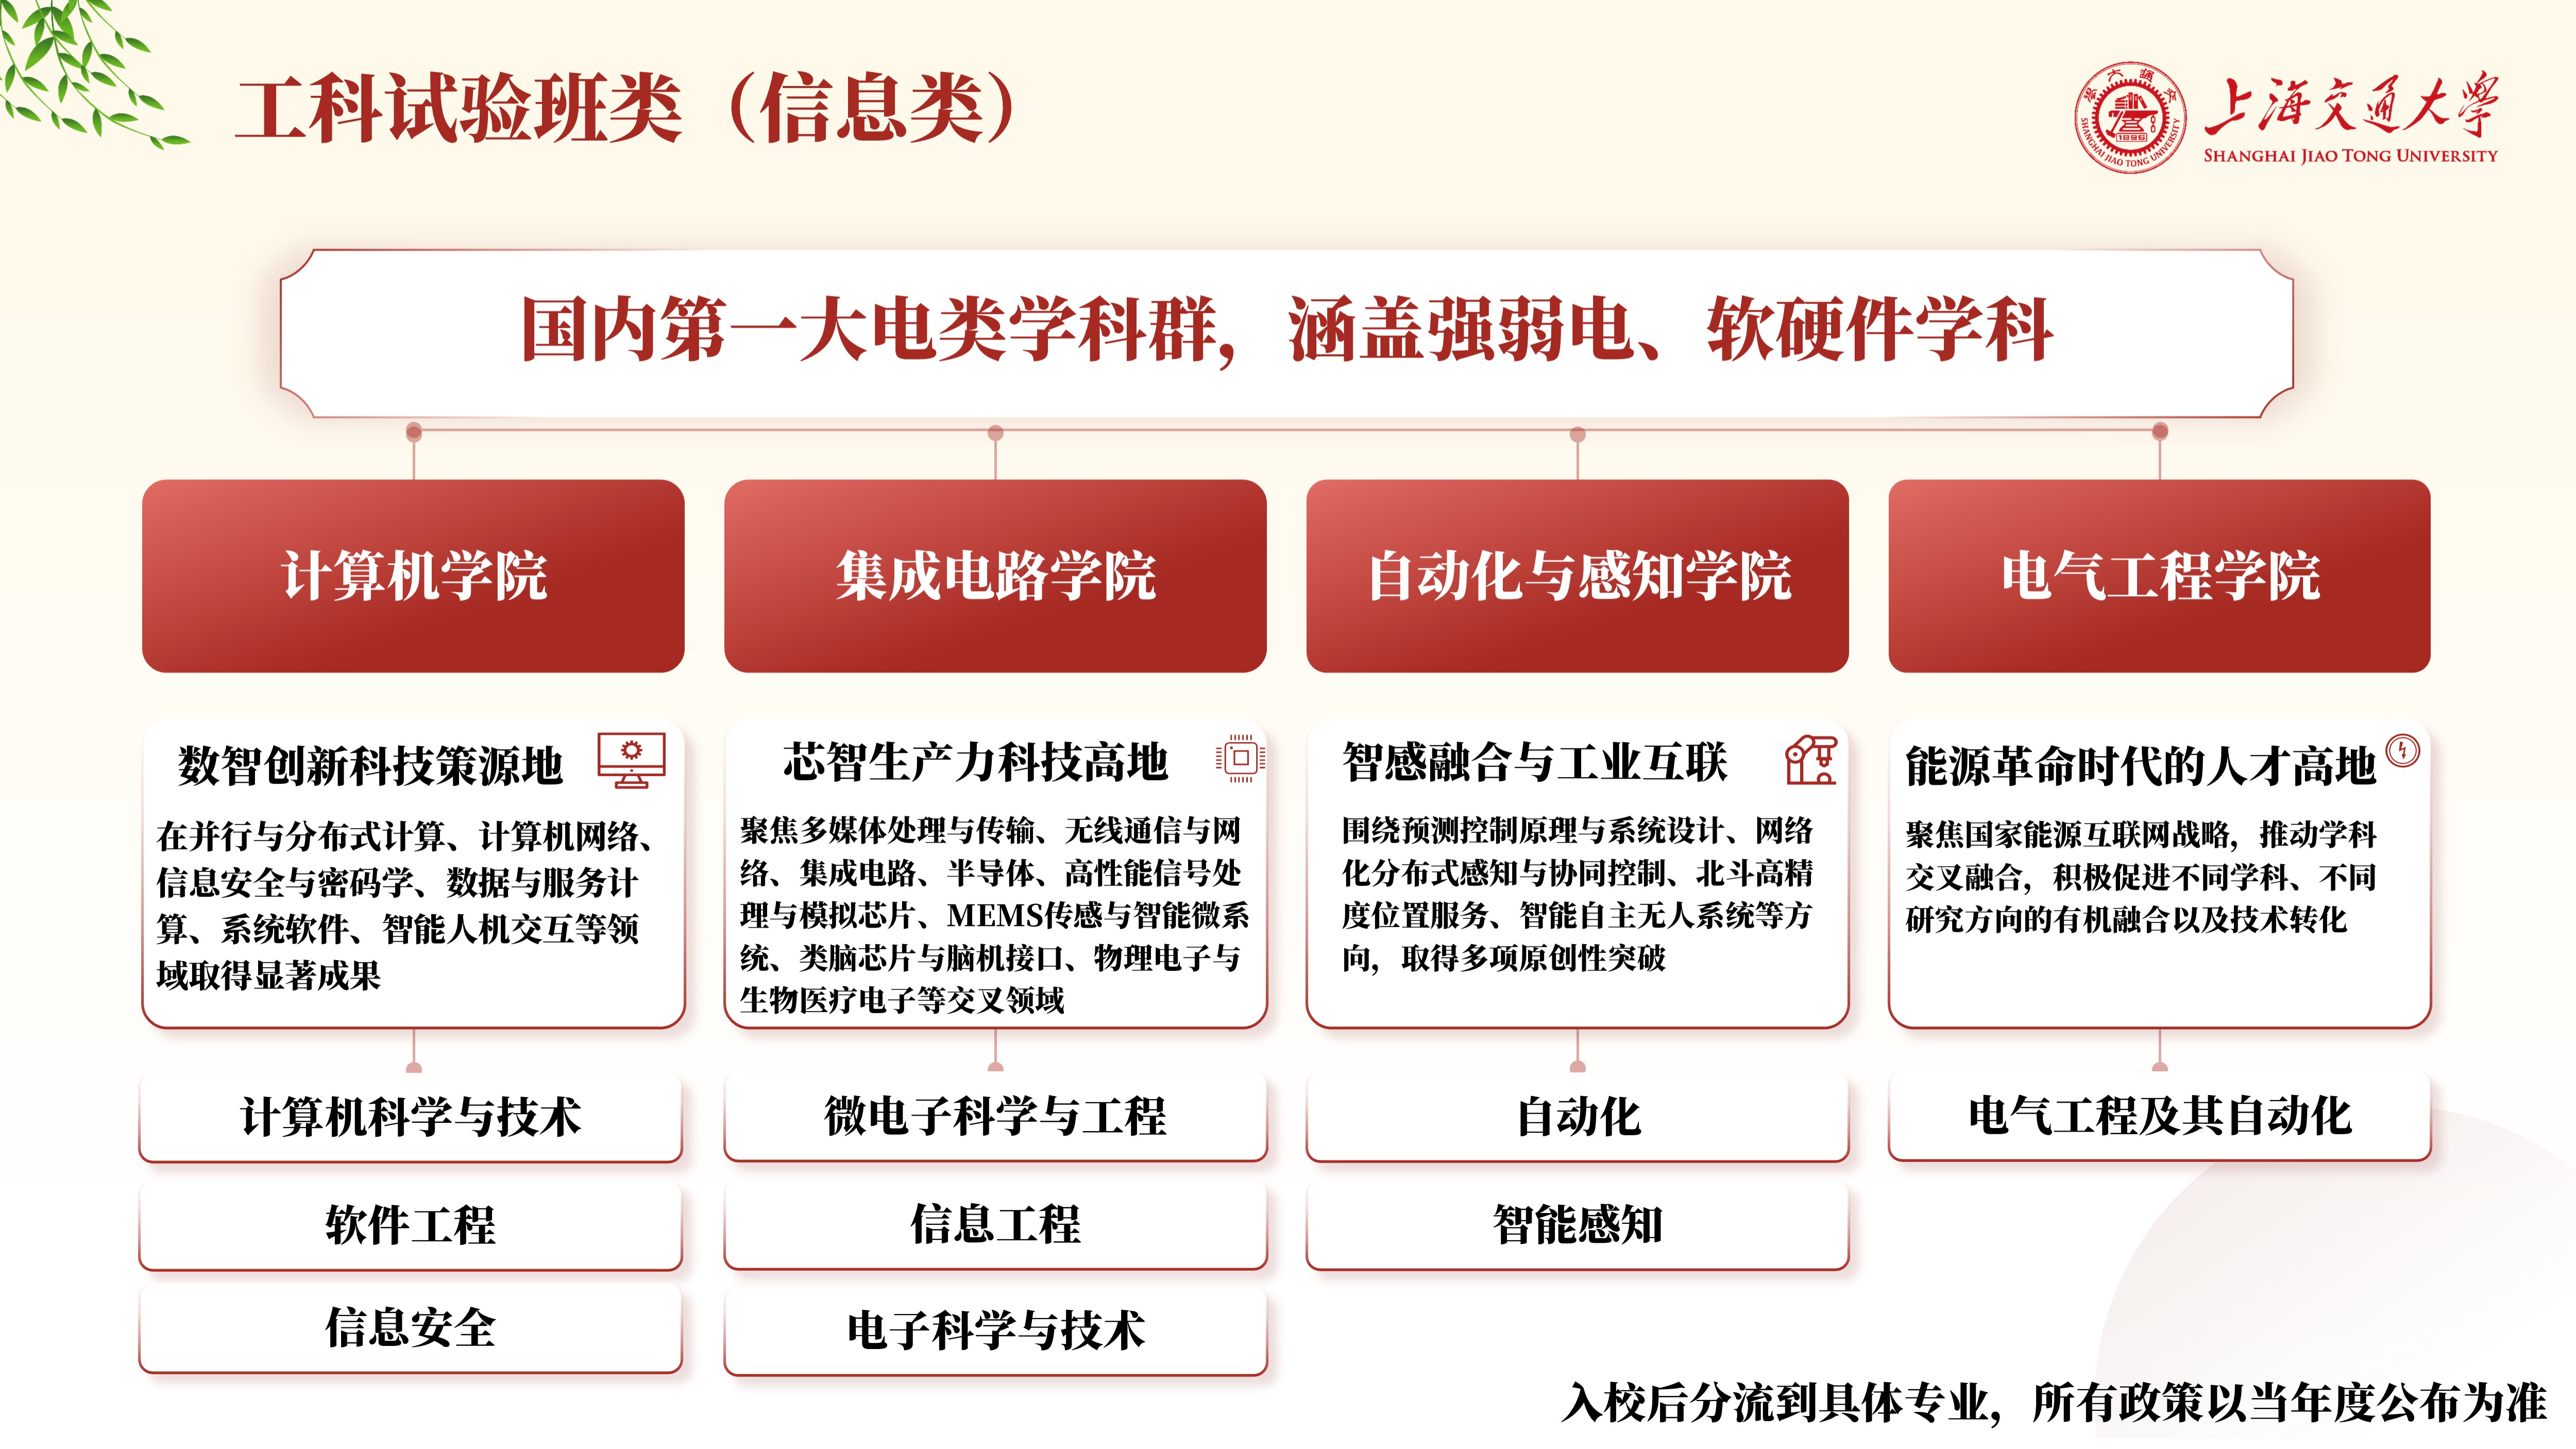 工科试验班类（信息类）
上海交通大学
SHANGHAI JIAO TONG UNIVERSITY
1896
SHANGHAI JIAO TONG UNIVERSITY
国内第一大电类学科群，涵盖强弱电、软硬件学科
计算机学院
集成电路学院
自动化与感知学院
电气工程学院
数智创新科技策源地
在并行与分布式计算、计算机网络、
信息安全与密码学、数据与服务计
算、系统软件、智能人机交互等领
域取得显著成果
芯智生产力科技高地
聚焦多媒体处理与传输、无线通信与网
络、集成电路、半导体、高性能信号处
理与模拟芯片、MEMS传感与智能微系
统、类脑芯片与脑机接口、物理电子与
生物医疗电子等交叉领域
智感融合与工业互联
围绕预测控制原理与系统设计、网络
化分布式感知与协同控制、北斗高精
度位置服务、智能自主无人系统等方
向，取得多项原创性突破
能源革命时代的人才高地
聚焦国家能源互联网战略，推动学科
交叉融合，积极促进不同学科、不同
研究方向的有机融合以及技术转化
计算机科学与技术
软件工程
信息安全
微电子科学与工程
信息工程
电子科学与技术
自动化
智能感知
电气工程及其自动化
入校后分流到具体专业，所有政策以当年度公布为准